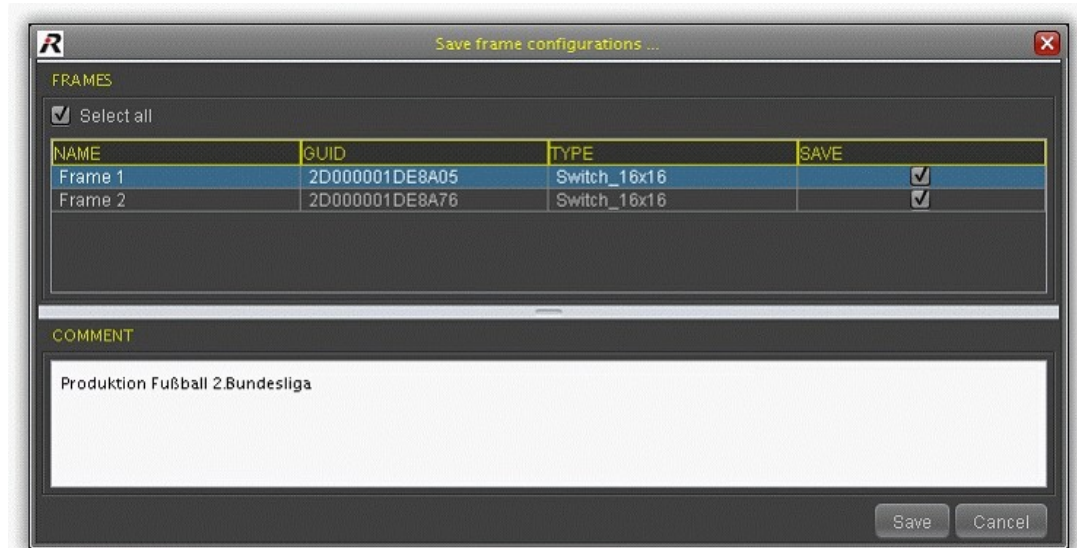 R
Save frame configurations ...
FRAMES
Select all
NAME GUID TYPE SAVE
Frame 1 2D000001DE8A05 Switch_16x16
Frame 2 2D000001DE8A76 Switch_16x16
COMMENT
Produktion Fußball 2.Bundesliga
Save Cancel